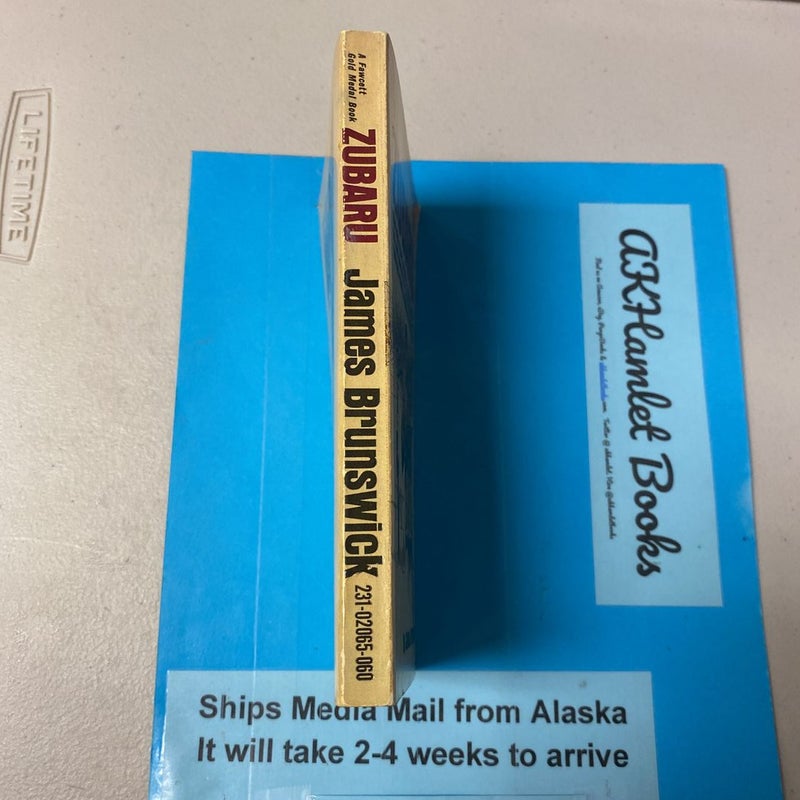 A Fawcett
Gold Medal Book
ZUBARU
James Brunswick
231-02065-060
LIFETIME
AKHamlet Books
Ships Media Mail from Alaska
It will take 2-4 weeks to arrive